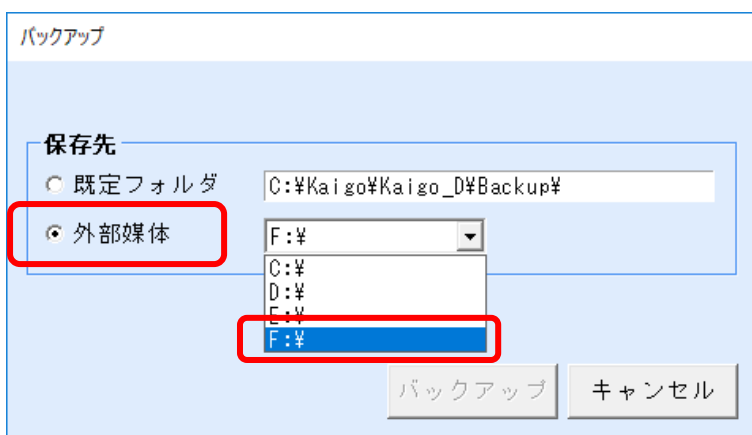 バックアップ
保存先
既定フォルダ C:¥Kaigo¥Kaigo_D¥Backup¥
外部媒体 F:¥
C:¥
D:¥
E:¥
F:¥
バックアップ キャンセル